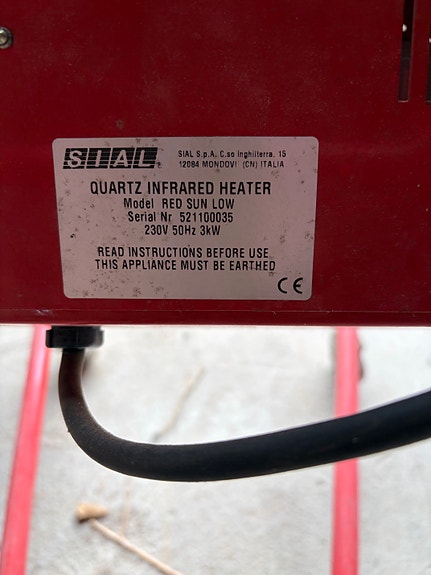 SIAL
SIAL S.p.A. C.so Inghilterra, 15
12084 MONDOVI' (CN) ITALIA
QUARTZ INFRARED HEATER
Model RED SUN LOW
Serial Nr 521100035
230V 50Hz 3kW
READ INSTRUCTIONS BEFORE USE
THIS APPLIANCE MUST BE EARTHED
CE